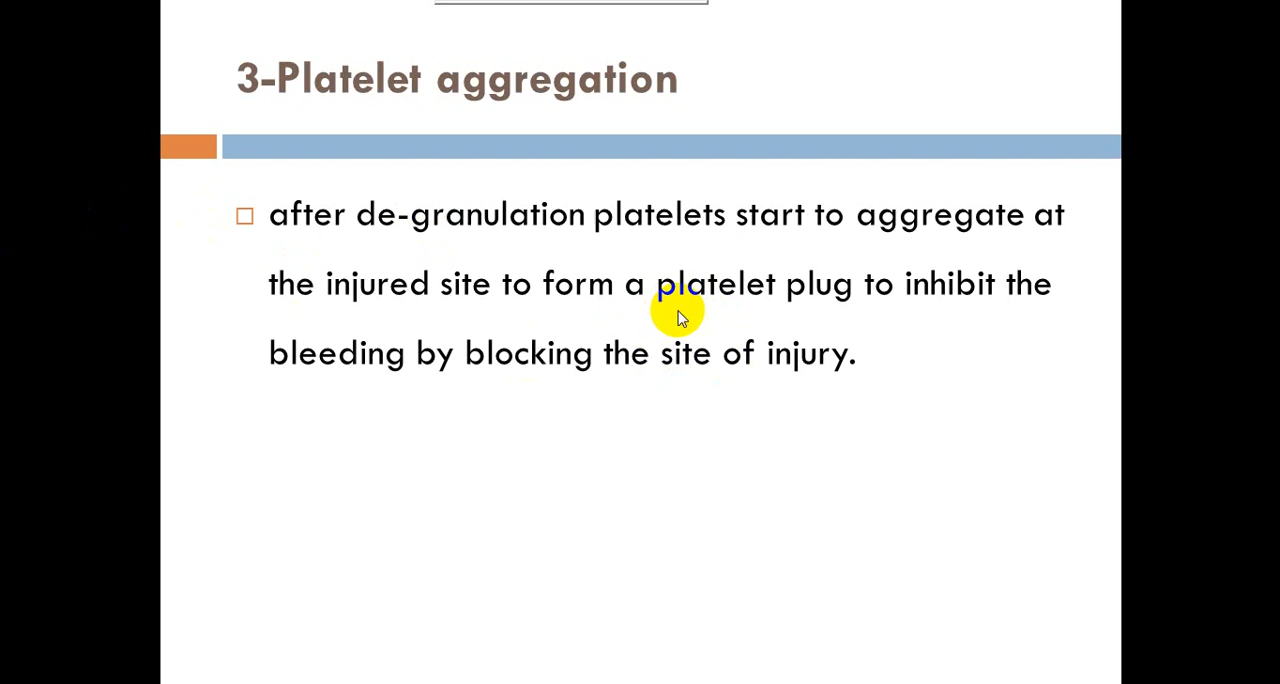 3-Platelet aggregation
after de-granulation platelets start to aggregate at
the injured site to form a platelet plug to inhibit the
bleeding by blocking the site of injury.